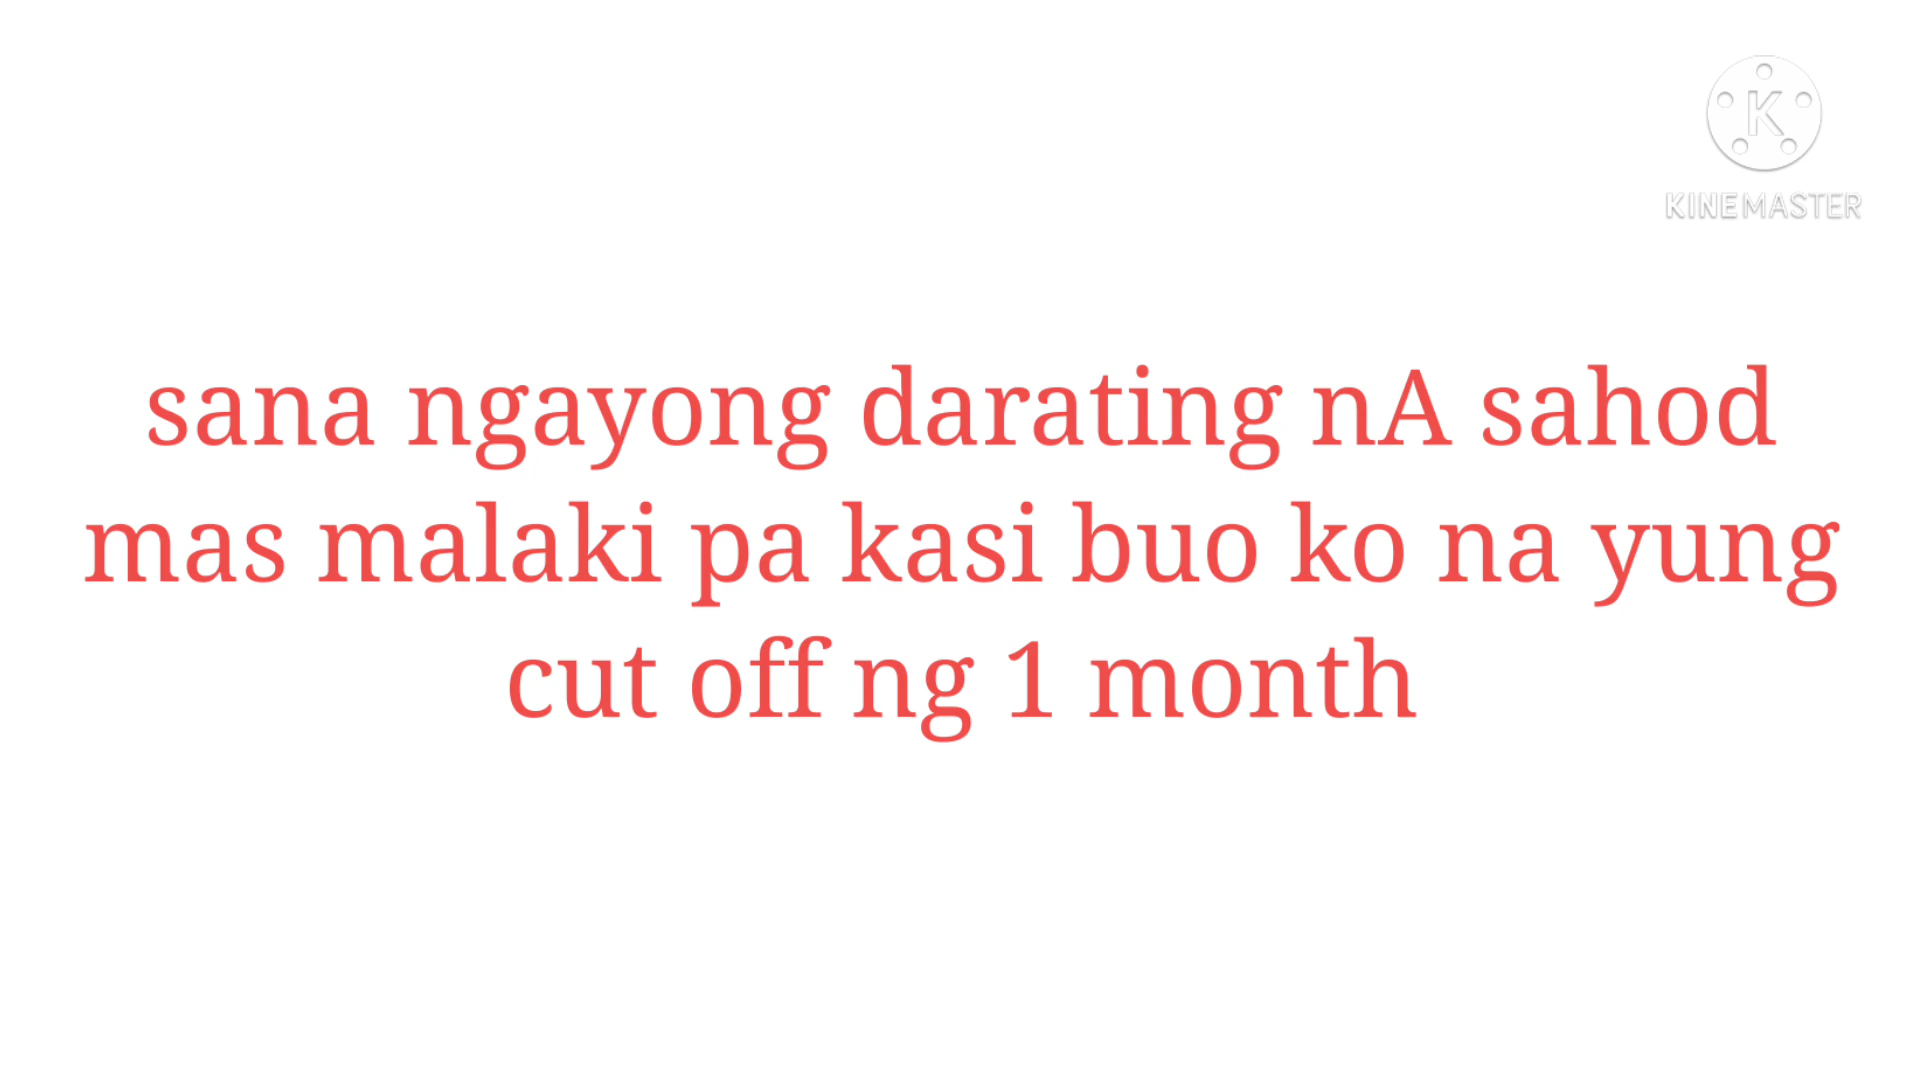 KINEMASTER
sana ngayong darating nA sahod
mas malaki pa kasi buo ko na yung
cut off ng 1 month